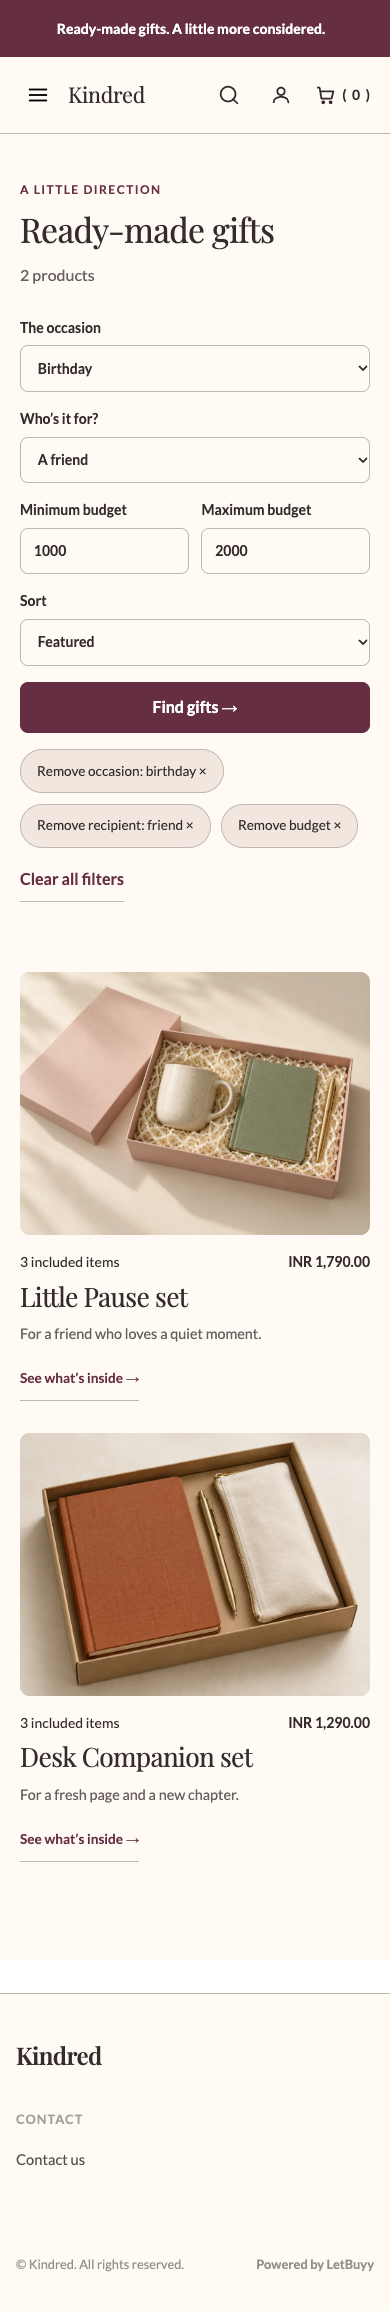 Ready-made gifts. A little more considered.
Kindred
( 0 )
A LITTLE DIRECTION
Ready-made gifts
2 products
The occasion
Birthday
Who's it for?
A friend
Minimum budget Maximum budget
1000 2000
Sort
Featured
Find gifts →
Remove occasion: birthday ×
Remove recipient: friend × Remove budget ×
Clear all filters
3 included items INR 1,790.00
Little Pause set
For a friend who loves a quiet moment.
See what's inside →
3 included items INR 1,290.00
Desk Companion set
For a fresh page and a new chapter.
See what's inside →
Kindred
CONTACT
Contact us
© Kindred. All rights reserved. Powered by LetBuyy